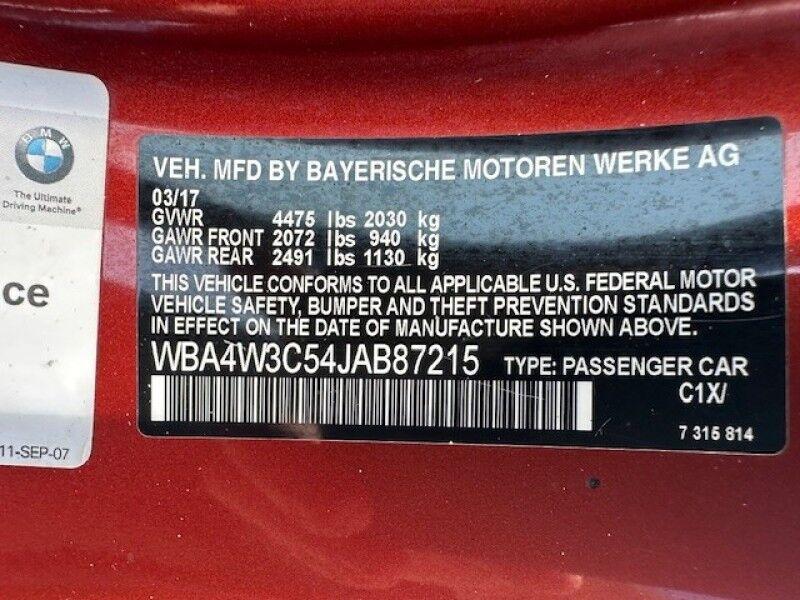 BMW
The Ultimate
Driving Machine®
ce
11-SEP-07
VEH. MFD BY BAYERISCHE MOTOREN WERKE AG
03/17
GVWR 4475 lbs 2030 kg
GAWR FRONT 2072 lbs 940 kg
GAWR REAR 2491 lbs 1130 kg
THIS VEHICLE CONFORMS TO ALL APPLICABLE U.S. FEDERAL MOTOR
VEHICLE SAFETY, BUMPER AND THEFT PREVENTION STANDARDS
IN EFFECT ON THE DATE OF MANUFACTURE SHOWN ABOVE.
WBA4W3C54JAB87215 TYPE: PASSENGER CAR
C1X/
7 315 814